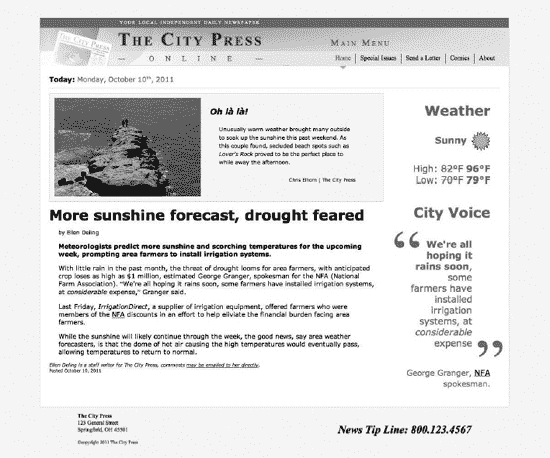 YOUR LOCAL INDEPENDENT DAILY NEWSPAPER
THE CITY PRESS
— O N L I N E —
MAIN MENU
Home | Special Issues | Send a Letter | Comics | About
Today: Monday, October 10th, 2011
Oh là là!
Unusually warm weather brought many outside
to soak up the sunshine this past weekend. As
this couple found, secluded beach spots such as
Lover's Rock proved to be the perfect place to
while away the afternoon.
Chris Elhorn | The City Press
More sunshine forecast, drought feared
by Ellen Deling
Meteorologists predict more sunshine and scorching temperatures for the upcoming
week, prompting area farmers to install irrigation systems.
With little rain in the past month, the threat of drought looms for area farmers, with anticipated
crop loses as high as $1 million, estimated George Granger, spokesman for the NFA (National
Farm Association). "We're all hoping it rains soon, some farmers have installed irrigation systems,
at considerable expense," Granger said.
Last Friday, IrrigationDirect, a supplier of irrigation equipment, offered farmers who were
members of the NFA discounts in an effort to help eliviate the financial burden facing area
farmers.
While the sunshine will likely continue through the week, the good news, say area weather
forecasters, is that the dome of hot air causing the high temperatures would eventually pass,
allowing temperatures to return to normal.
Ellen Deling is a staff writer for The City Press, comments may be emailed to her directly.
Posted October 10, 2011
Weather
Sunny
High: 82°F 96°F
Low: 70°F 79°F
City Voice
“ We're all
hoping it
rains soon,
some
farmers have
installed
irrigation
systems, at
considerable
expense ”
George Granger, NFA
spokesman.
The City Press
123 General Street
Springfield, OH 45501
Copyright 2011 The City Press
News Tip Line: 800.123.4567